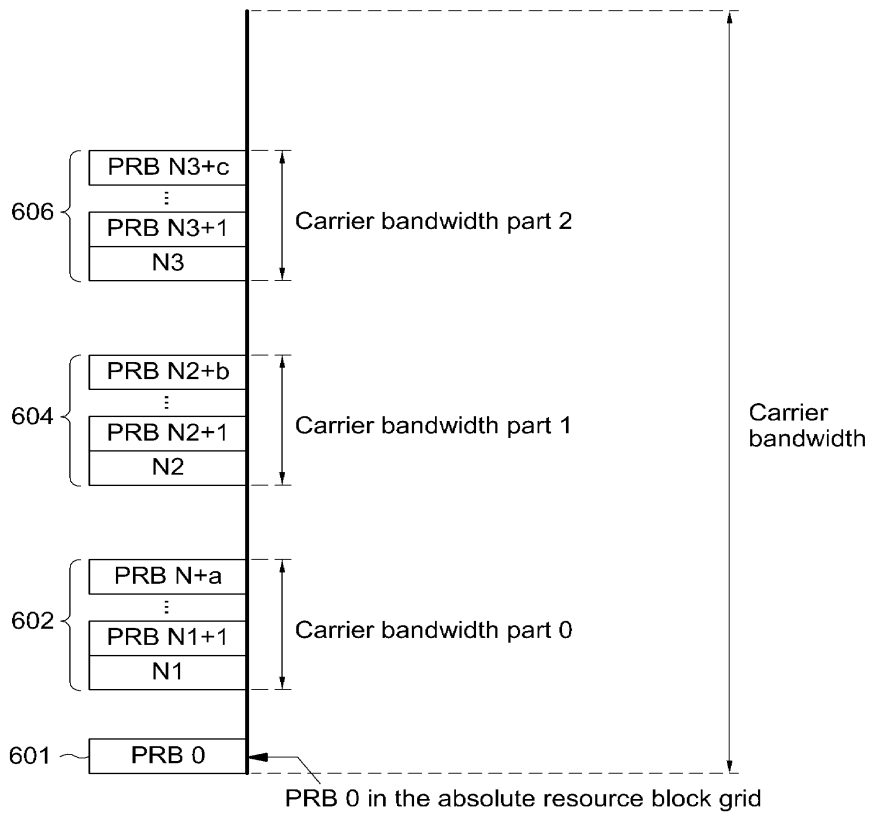 PRB N3+c
...
606
PRB N3+1
Carrier bandwidth part 2
N3
PRB N2+b
...
604
PRB N2+1
Carrier bandwidth part 1
N2
Carrier
bandwidth
PRB N+a
...
602
PRB N1+1
Carrier bandwidth part 0
N1
601
PRB 0
PRB 0 in the absolute resource block grid